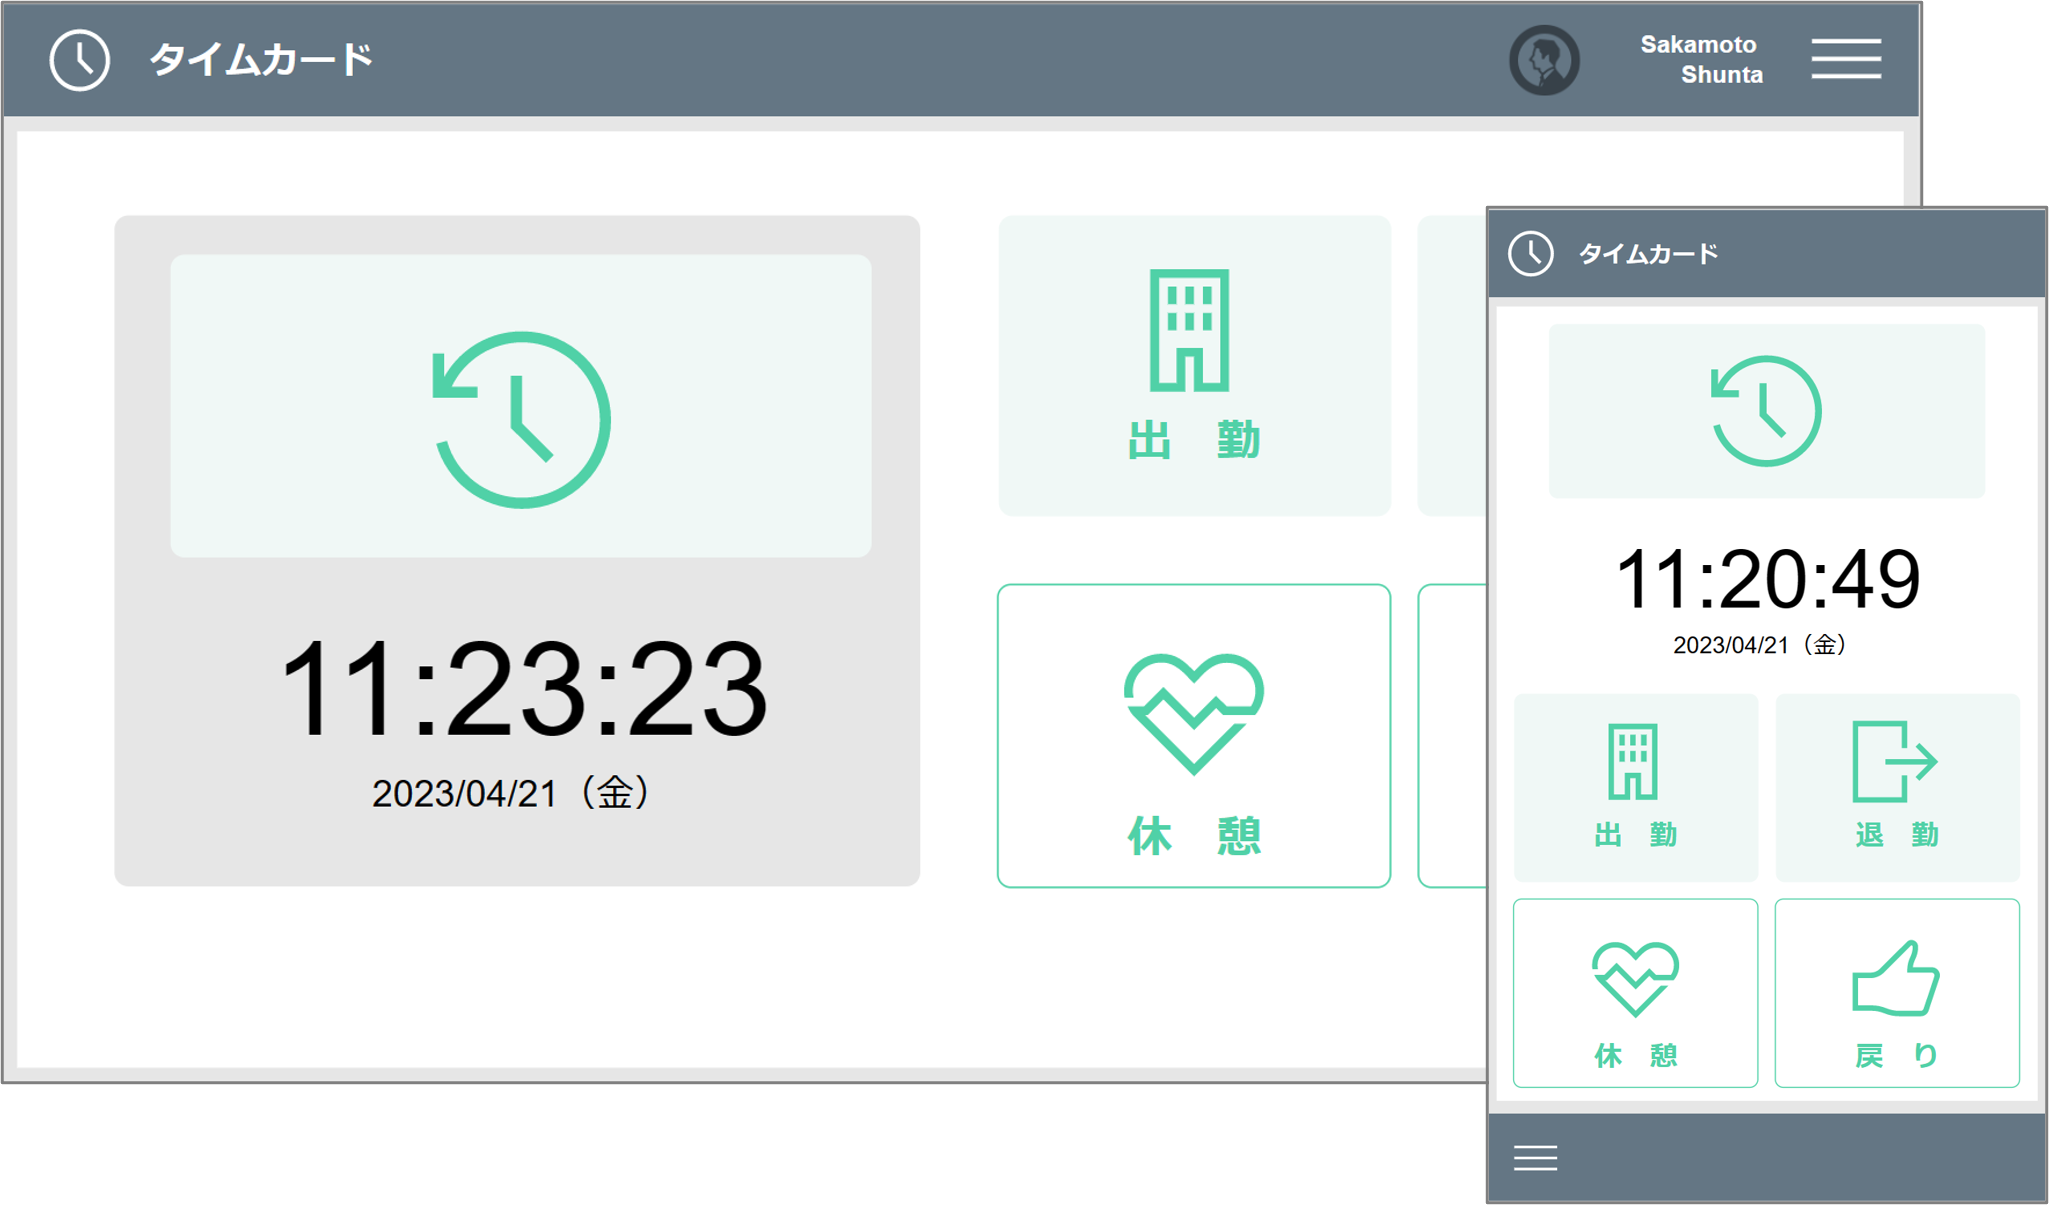 タイムカード
Sakamoto
Shunta
11:23:23
2023/04/21（金）
出　勤
休　憩
タイムカード
11:20:49
2023/04/21（金）
出　勤
退　勤
休　憩
戻　り